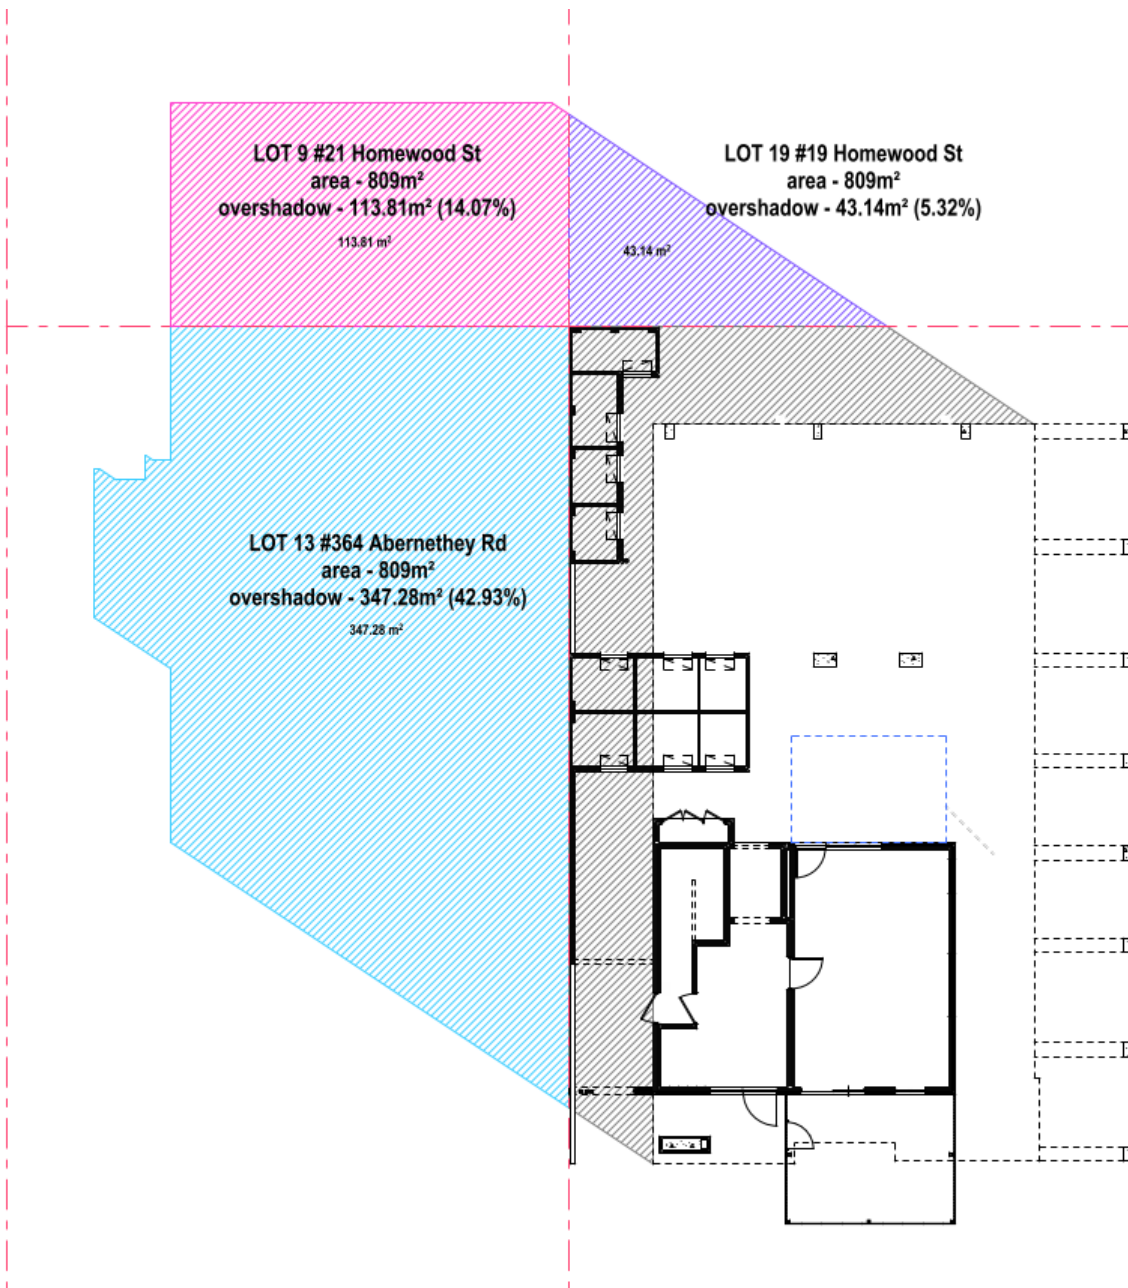 LOT 9 #21 Homewood St
area - 809m²
overshadow - 113.81m² (14.07%)
113.81 m²
LOT 19 #19 Homewood St
area - 809m²
overshadow - 43.14m² (5.32%)
43.14 m²
LOT 13 #364 Abernethey Rd
area - 809m²
overshadow - 347.28m² (42.93%)
347.28 m²